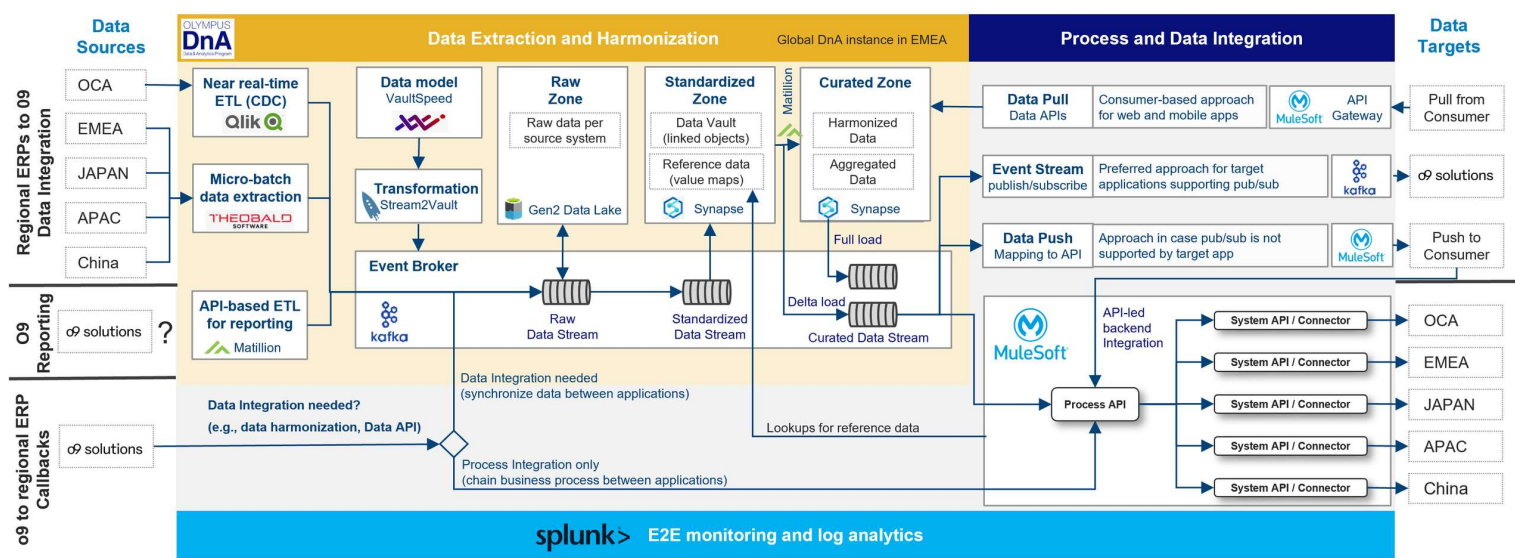 Data
Sources
OLYMPUS
DnA
Data & Analytics Program
Data Extraction and Harmonization
Global DnA instance in EMEA
Process and Data Integration
Data
Targets
Regional ERPs to 09
Data Integration
OCA
EMEA
JAPAN
APAC
China
Near real-time
ETL (CDC)
Qlik
Micro-batch
data extraction
THEOBALD
SOFTWARE
API-based ETL
for reporting
Matillion
Data model
VaultSpeed
Transformation
Stream2Vault
Raw
Zone
Raw data per
source system
Gen2 Data Lake
Standardized
Zone
Data Vault
(linked objects)
Reference data
(value maps)
Synapse
Matillion
Curated Zone
Harmonized
Data
Aggregated
Data
Synapse
Full load
Event Broker
kafka
Raw
Data Stream
Standardized
Data Stream
Delta load
Curated Data Stream
Data Pull
Data APIs
Consumer-based approach
for web and mobile apps
MuleSoft
API
Gateway
Pull from
Consumer
Event Stream
publish/subscribe
Preferred approach for target
applications supporting pub/sub
kafka
o9 solutions
Data Push
Mapping to API
Approach in case pub/sub is not
supported by target app
MuleSoft
Push to
Consumer
O9
Reporting
o9 solutions
?
o9 to regional ERP
Callbacks
o9 solutions
Data Integration needed?
(e.g., data harmonization, Data API)
Data Integration needed
(synchronize data between applications)
Process Integration only
(chain business process between applications)
Lookups for reference data
MuleSoft
API-led
backend
Integration
Process API
System API / Connector
OCA
System API / Connector
EMEA
System API / Connector
JAPAN
System API / Connector
APAC
System API / Connector
China
splunk> E2E monitoring and log analytics